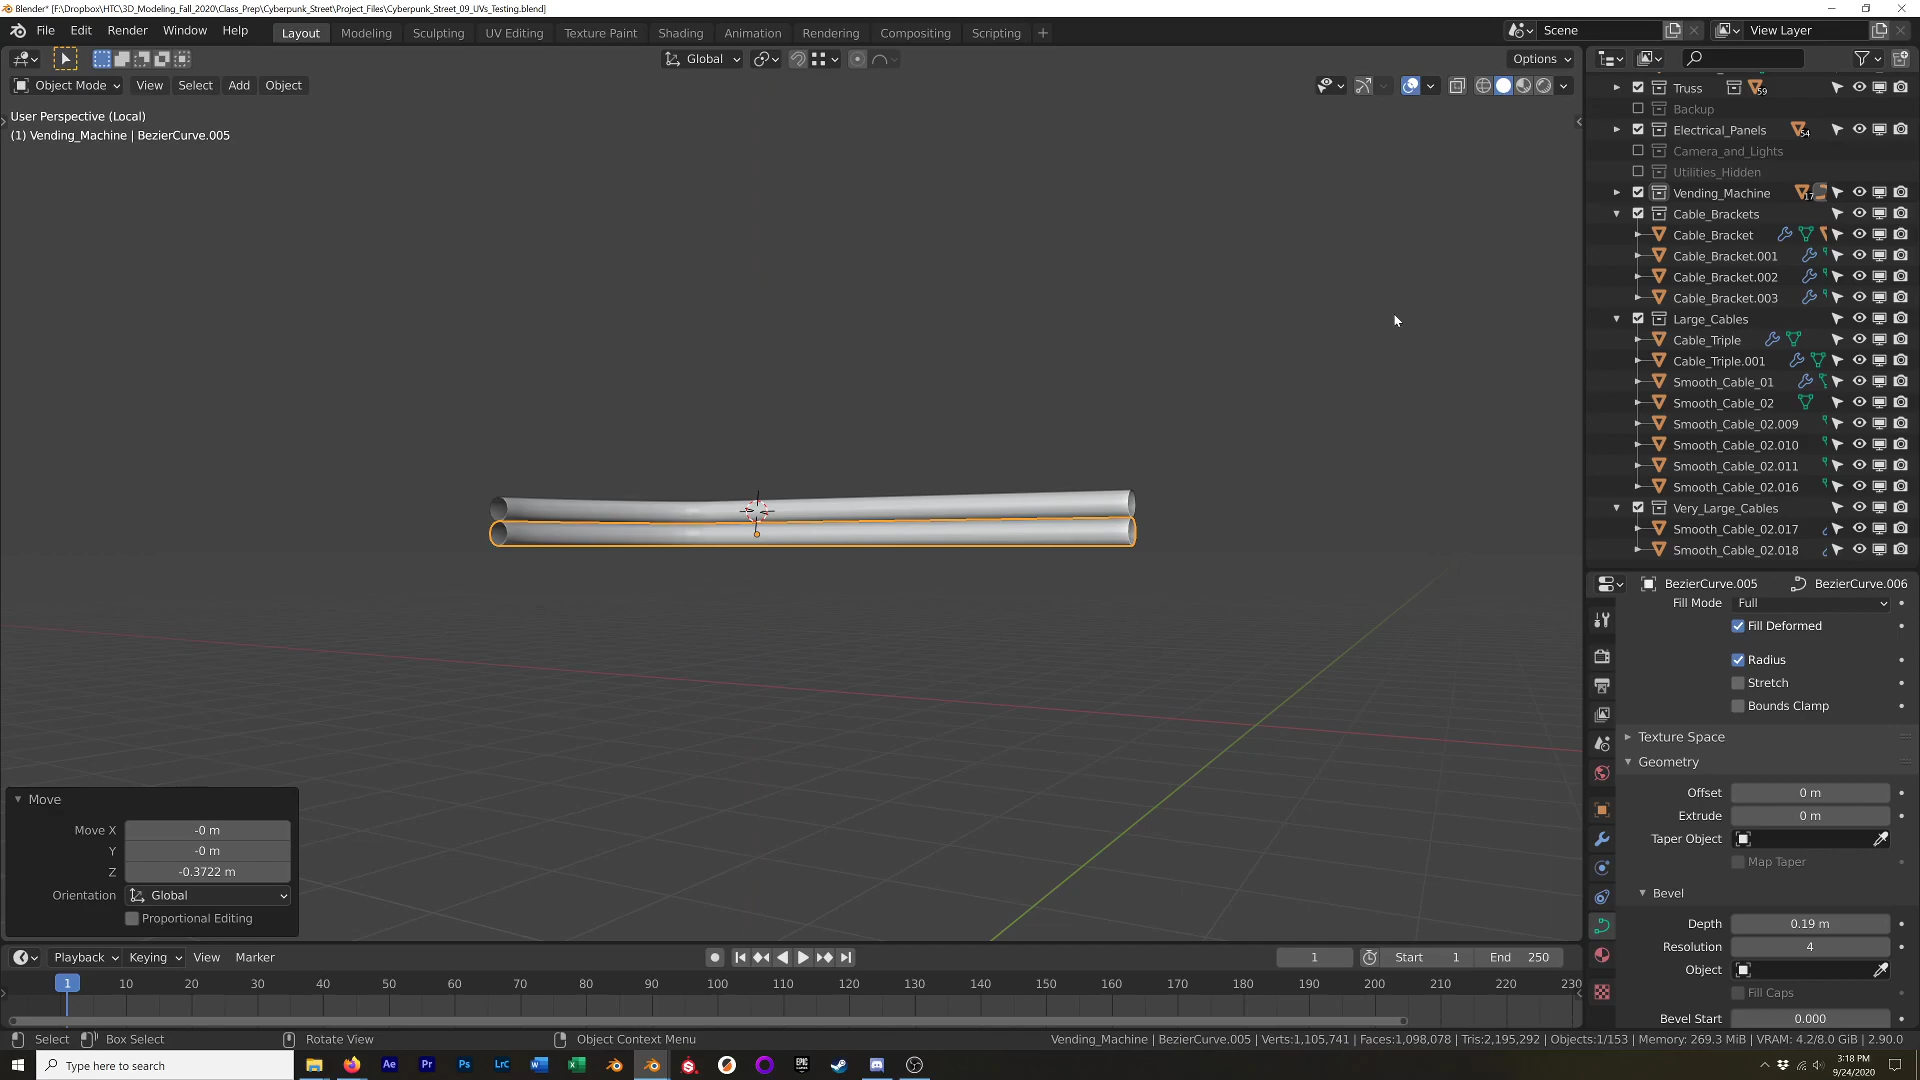 Blender* [F:\Dropbox\HTC\3D_Modeling_Fall_2020\Class_Prep\Cyberpunk_Street\Project_Files\Cyberpunk_Street_09_UVs_Testing.blend]
File Edit Render Window Help Layout Modeling Sculpting UV Editing Texture Paint Shading Animation Rendering Compositing Scripting + Scene View Layer
Global Options
Object Mode View Select Add Object
User Perspective (Local)
(1) Vending_Machine | BezierCurve.005
Truss 59
Backup
Electrical_Panels 54
Camera_and_Lights
Utilities_Hidden
Vending_Machine 17
Cable_Brackets
Cable_Bracket
Cable_Bracket.001
Cable_Bracket.002
Cable_Bracket.003
Large_Cables
Cable_Triple
Cable_Triple.001
Smooth_Cable_01
Smooth_Cable_02
Smooth_Cable_02.009
Smooth_Cable_02.010
Smooth_Cable_02.011
Smooth_Cable_02.016
Very_Large_Cables
Smooth_Cable_02.017
Smooth_Cable_02.018
BezierCurve.005 BezierCurve.006
Fill Mode Full
Fill Deformed
Radius
Stretch
Bounds Clamp
Texture Space
Geometry
Offset 0 m
Extrude 0 m
Taper Object
Map Taper
Bevel
Depth 0.19 m
Resolution 4
Object
Fill Caps
Bevel Start 0.000
Move
Move X -0 m
Y -0 m
Z -0.3722 m
Orientation Global
Proportional Editing
Playback Keying View Marker 1 Start 1 End 250
1 10 20 30 40 50 60 70 80 90 100 110 120 130 140 150 160 170 180 190 200 210 220 230
Select Box Select Rotate View Object Context Menu Vending_Machine | BezierCurve.005 | Verts:1,105,741 | Faces:1,098,078 | Tris:2,195,292 | Objects:1/153 | Memory: 269.3 MiB | VRAM: 4.2/8.0 GiB | 2.90.0
Type here to search Ae Pr Ps Lrc EPIC GAMES 3:18 PM
9/24/2020